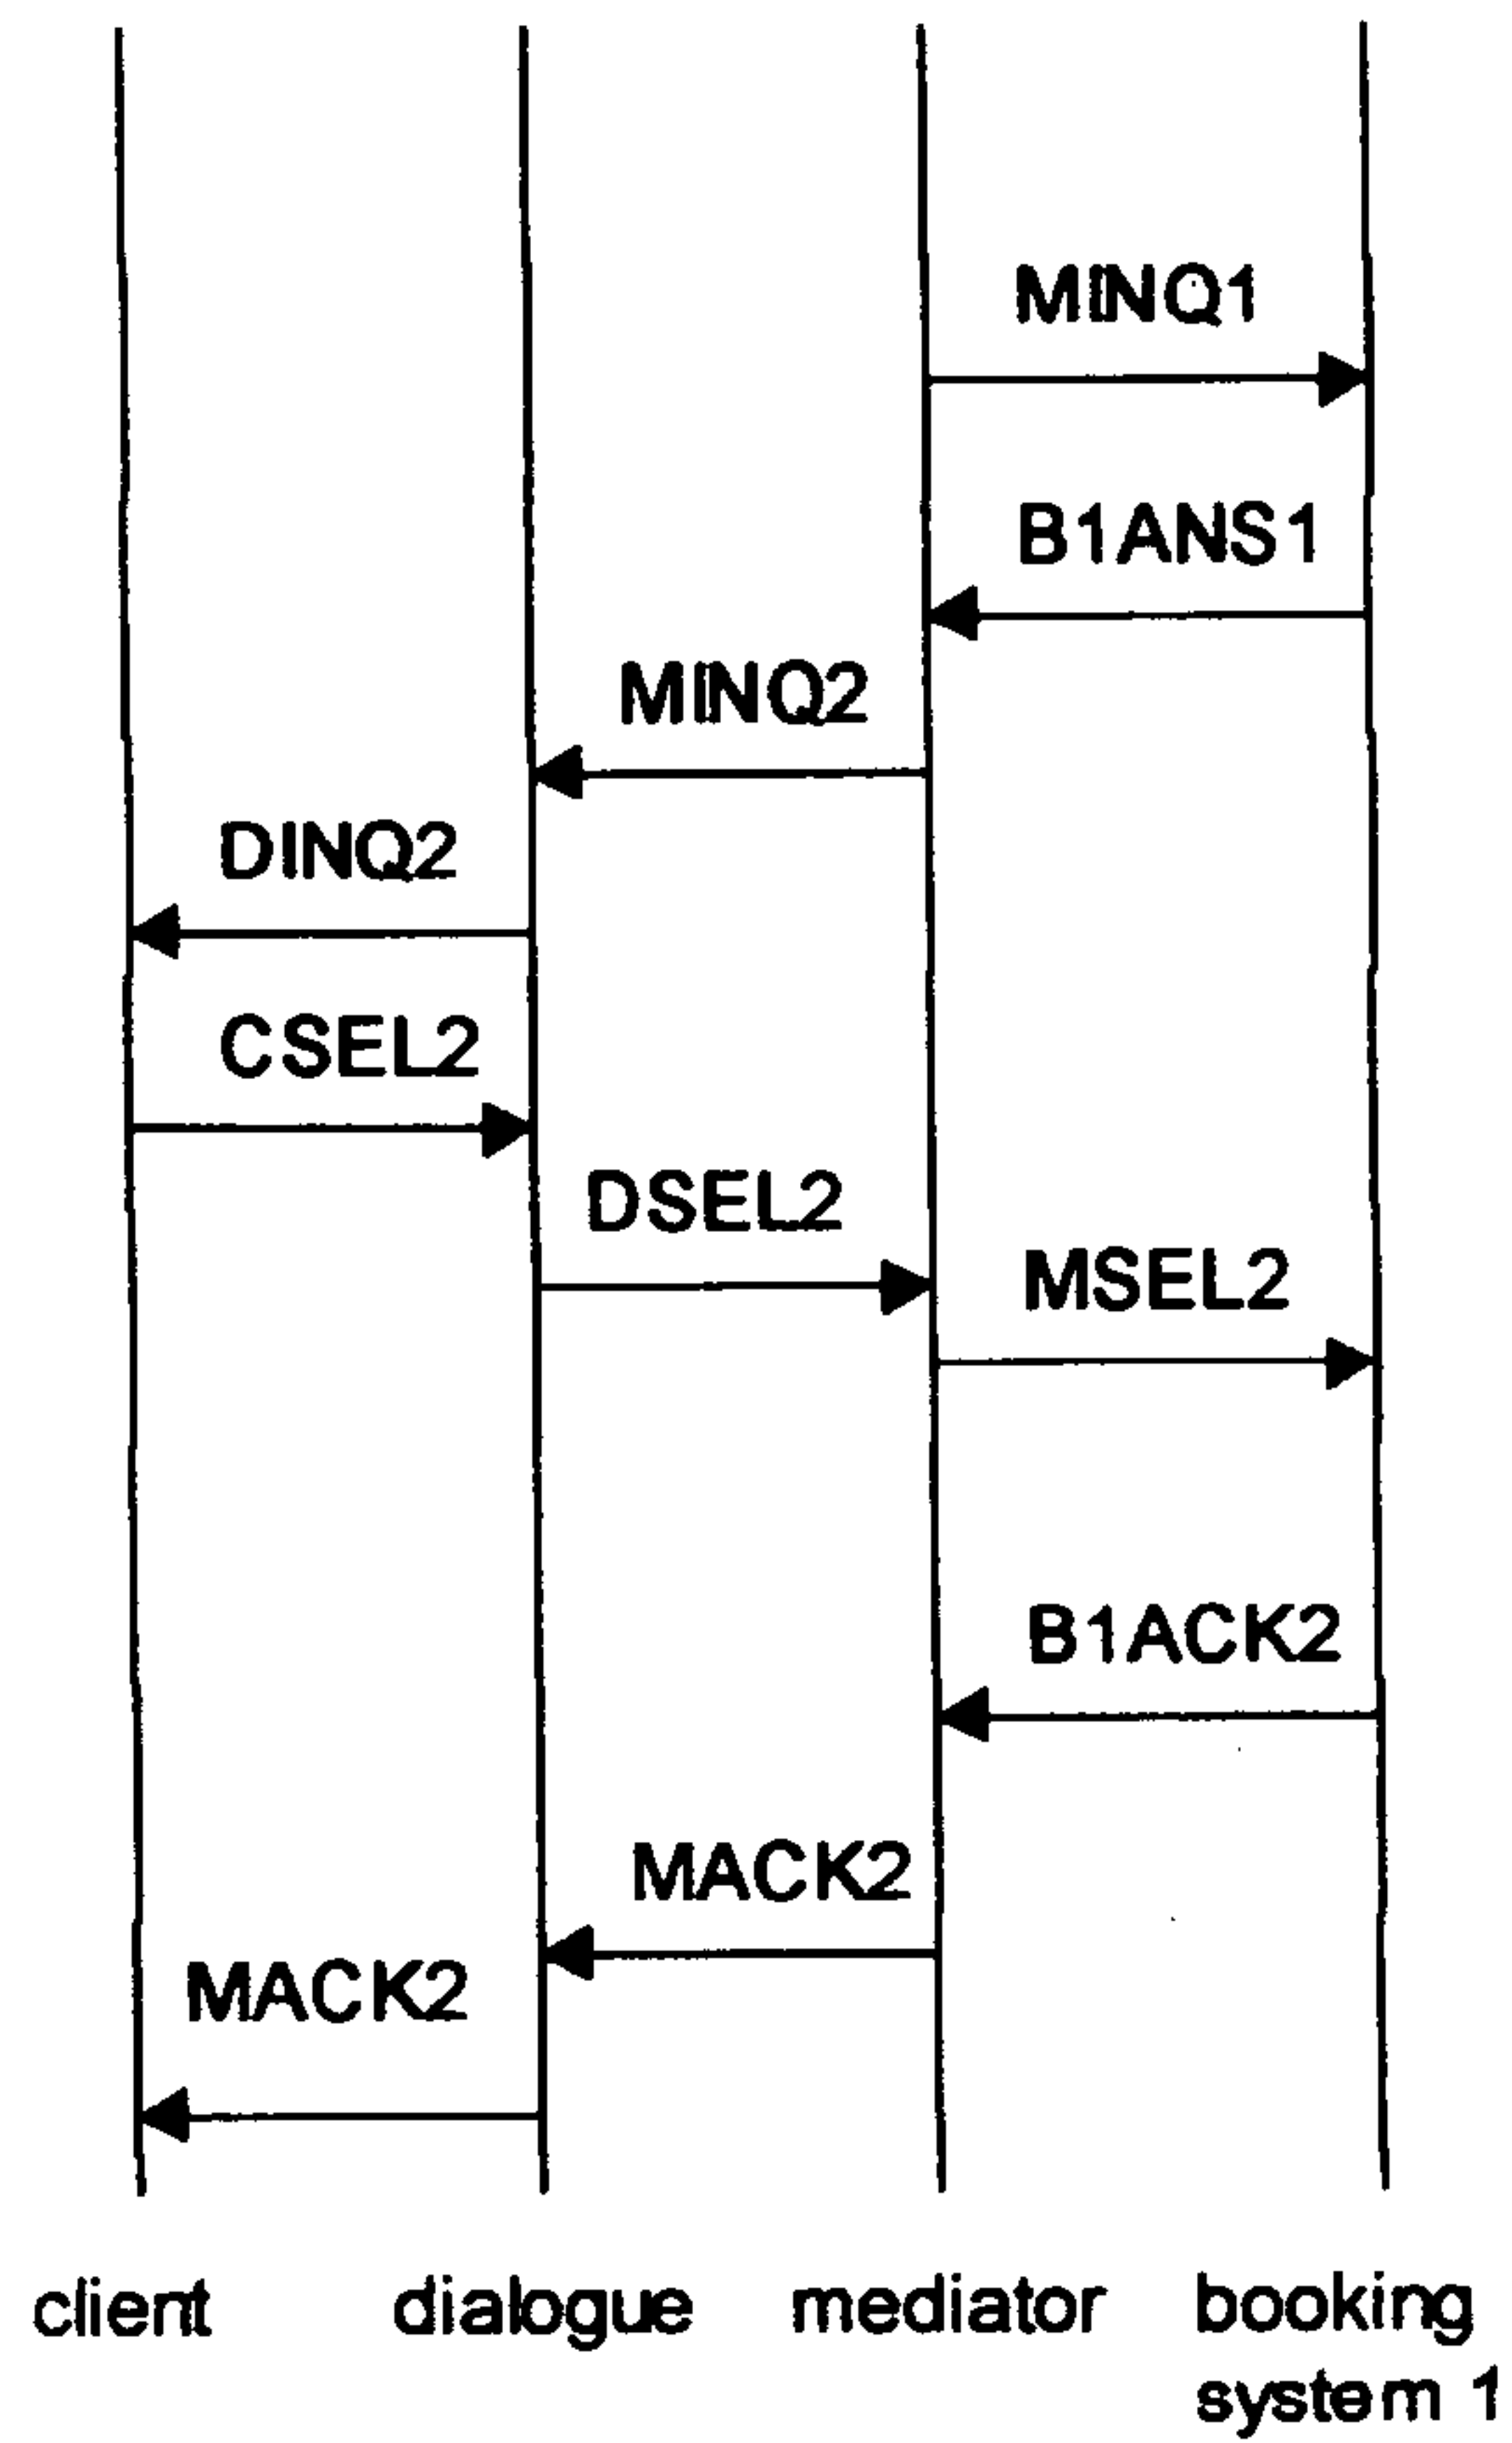 MINQ1
B1ANS1
MINQ2
DINQ2
CSEL2
DSEL2
MSEL2
B1ACK2
MACK2
MACK2
client dialogue mediator booking
system 1